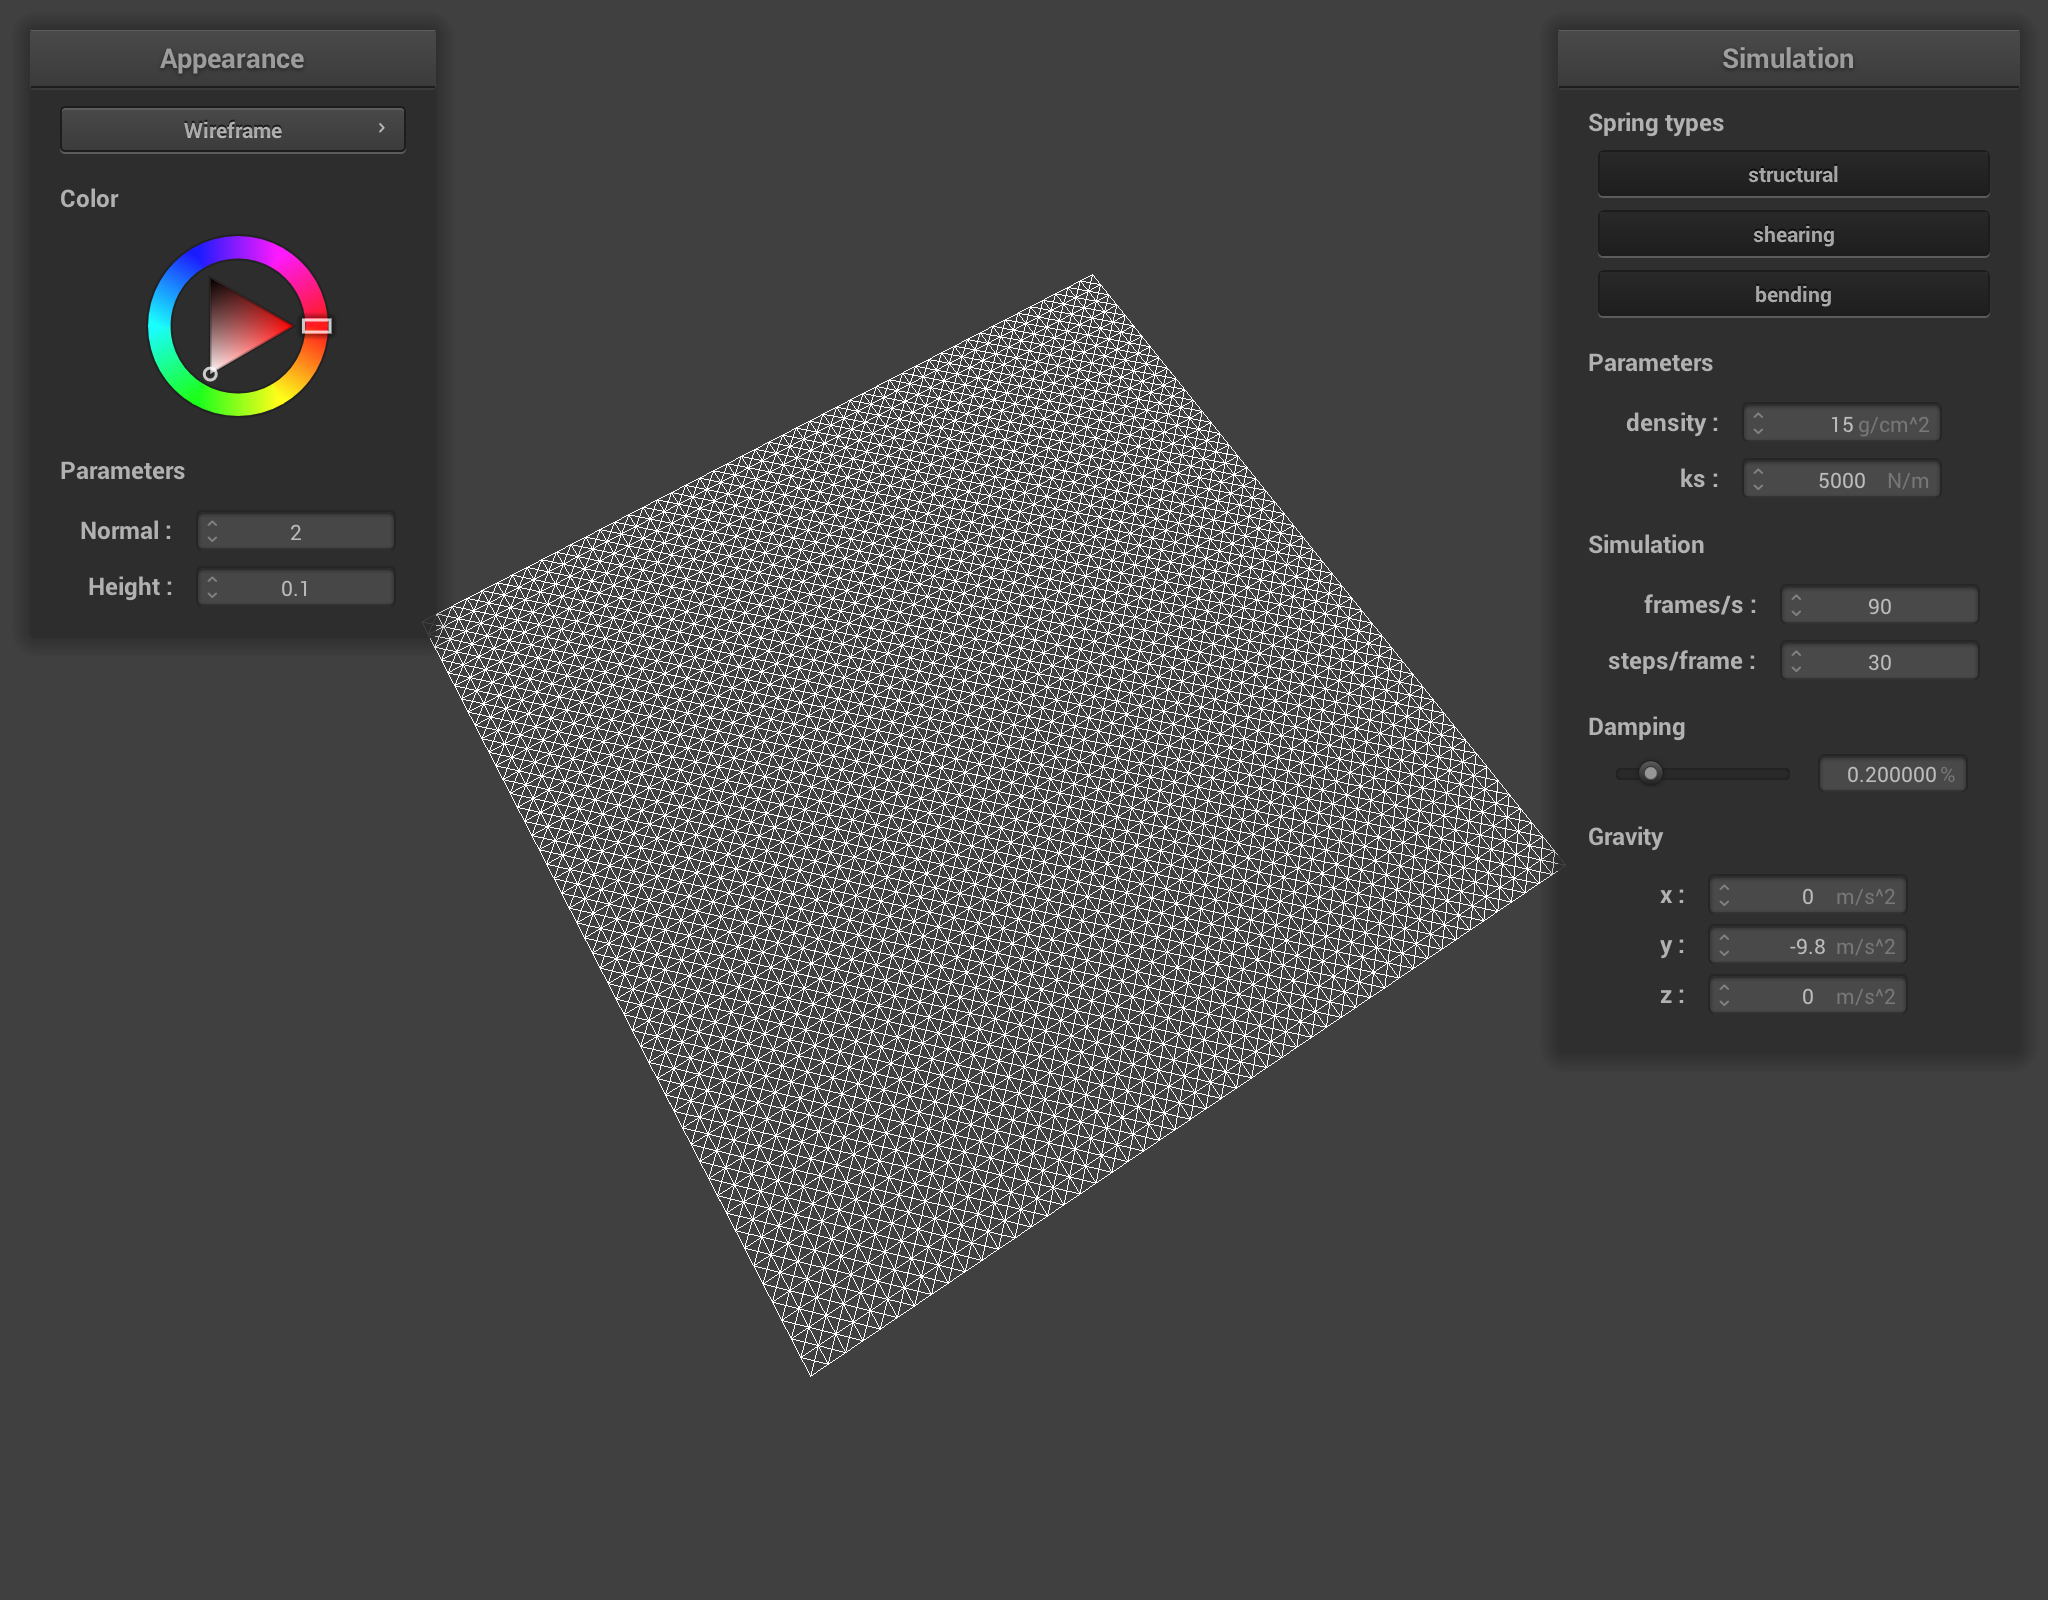 Appearance
Wireframe
Color
Parameters
Normal : 2
Height : 0.1
Simulation
Spring types
structural
shearing
bending
Parameters
density : 15 g/cm^2
ks : 5000 N/m
Simulation
frames/s : 90
steps/frame : 30
Damping
0.200000 %
Gravity
x : 0 m/s^2
y : -9.8 m/s^2
z : 0 m/s^2